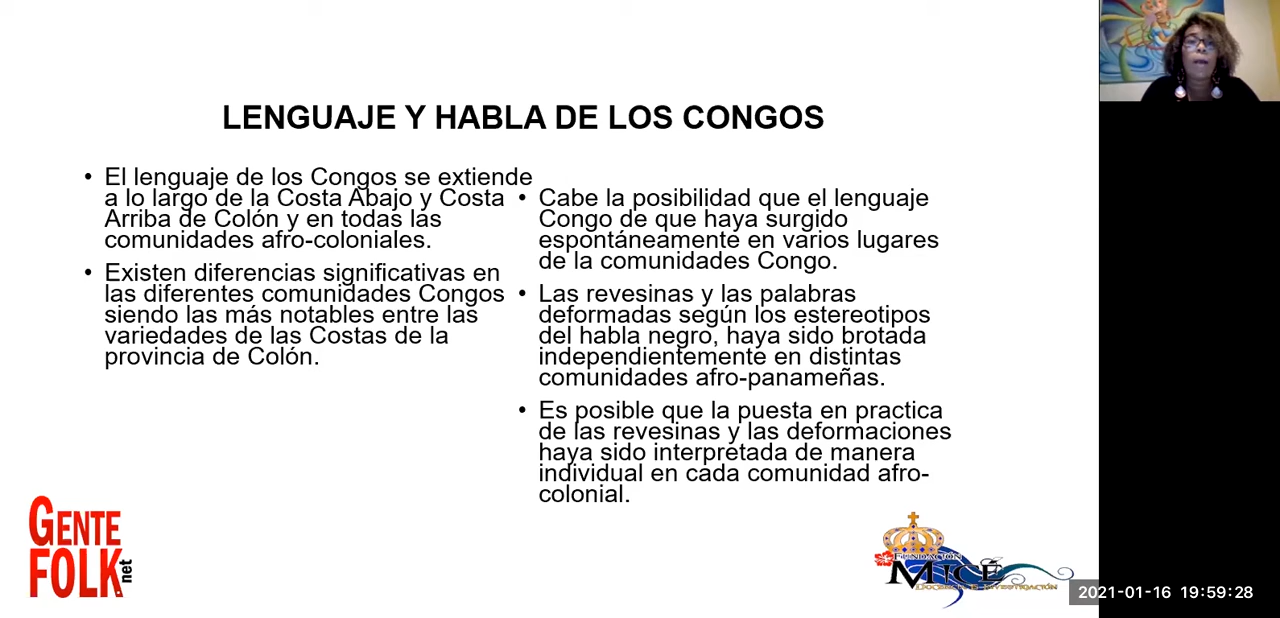 LENGUAJE Y HABLA DE LOS CONGOS
• El lenguaje de los Congos se extiende
a lo largo de la Costa Abajo y Costa
Arriba de Colón y en todas las
comunidades afro-coloniales.
• Existen diferencias significativas en
las diferentes comunidades Congos
siendo las más notables entre las
variedades de las Costas de la
provincia de Colón.
• Cabe la posibilidad que el lenguaje
Congo de que haya surgido
espontáneamente en varios lugares
de la comunidades Congo.
• Las revesinas y las palabras
deformadas según los estereotipos
del habla negro, haya sido brotada
independientemente en distintas
comunidades afro-panameñas.
• Es posible que la puesta en practica
de las revesinas y las deformaciones
haya sido interpretada de manera
individual en cada comunidad afro-
colonial.
GENTE
FOLK.net
FUNDACIÓN
MICÉ
DOCENCIA E INVESTIGACIÓN
2021-01-16 19:59:28